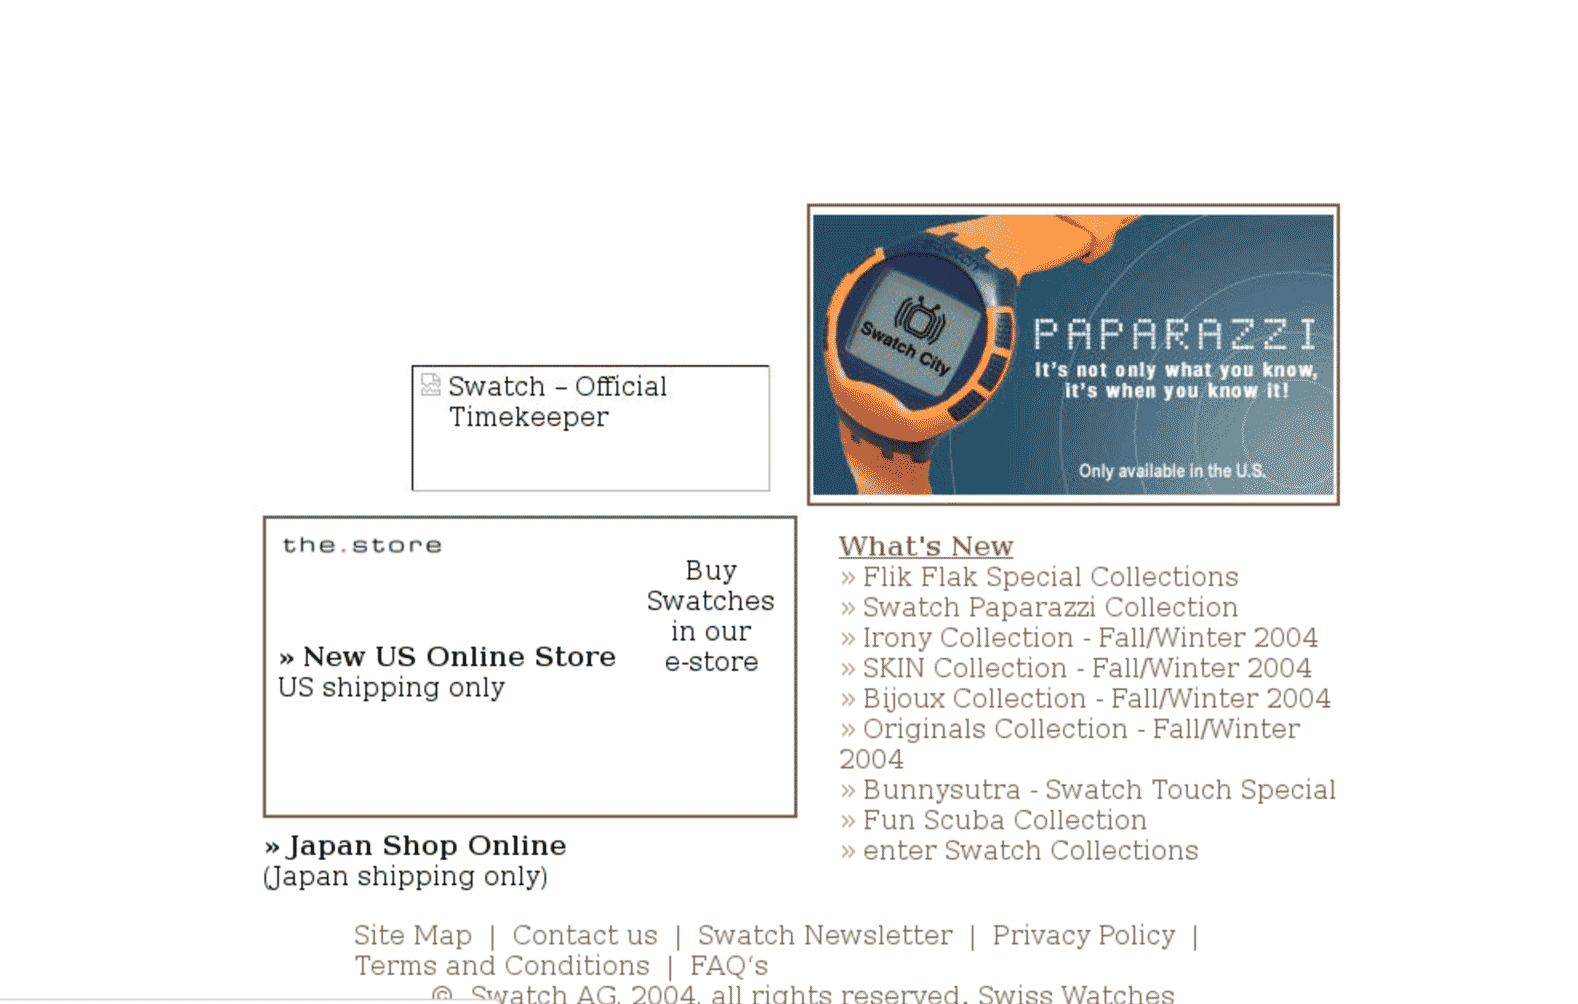 Swatch City
PAPARAZZI
It's not only what you know,
it's when you know it!
Only available in the U.S.
Swatch – Official
Timekeeper
the.store
Buy
Swatches
in our
e-store
» New US Online Store
US shipping only
» Japan Shop Online
(Japan shipping only)
What's New
» Flik Flak Special Collections
» Swatch Paparazzi Collection
» Irony Collection - Fall/Winter 2004
» SKIN Collection - Fall/Winter 2004
» Bijoux Collection - Fall/Winter 2004
» Originals Collection - Fall/Winter
2004
» Bunnysutra - Swatch Touch Special
» Fun Scuba Collection
» enter Swatch Collections
Site Map | Contact us | Swatch Newsletter | Privacy Policy |
Terms and Conditions | FAQ‘s
© Swatch AG, 2004, all rights reserved. Swiss Watches